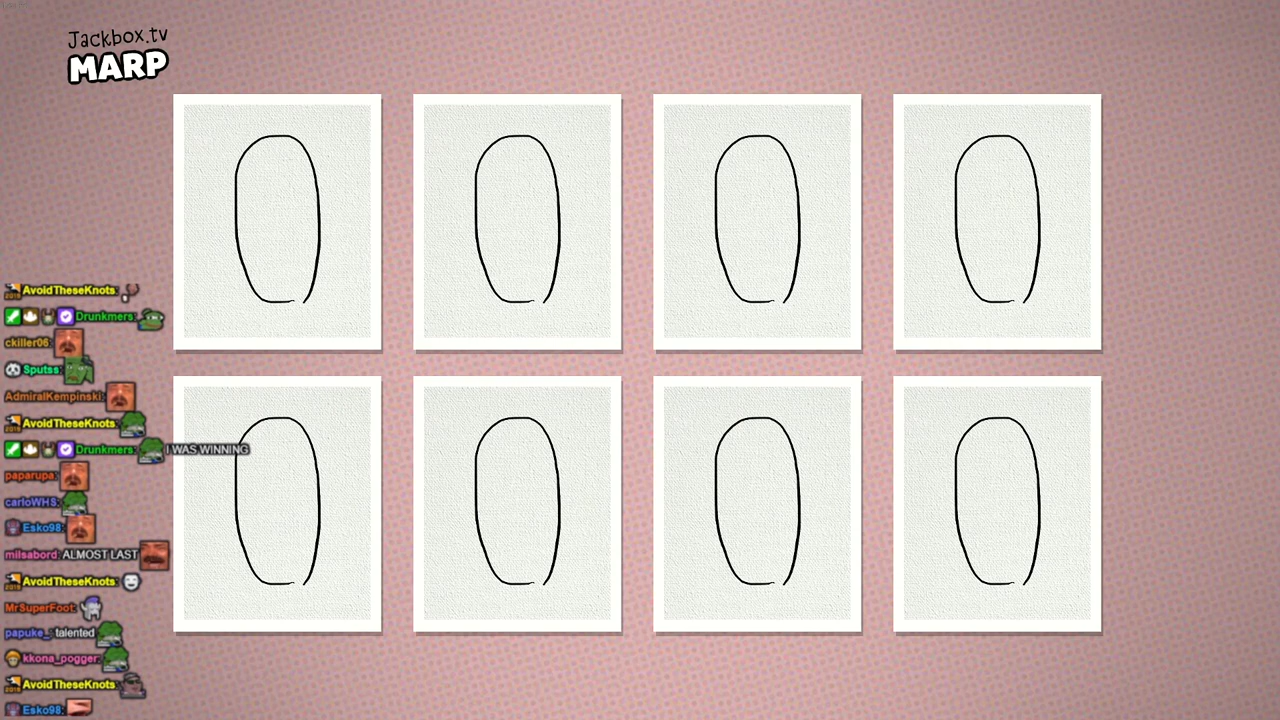 Jackbox.tv
MARP
AvoidTheseKnots:
Drunkmers:
ckiller06:
Sputss:
AdmiralKempinski:
AvoidTheseKnots:
Drunkmers: I WAS WINNING
paparupa:
carloWHS:
Esko98:
milsabord: ALMOST LAST
AvoidTheseKnots:
MrSuperFoot:
papuke_: talented
kkona_pogger:
AvoidTheseKnots:
Esko98: